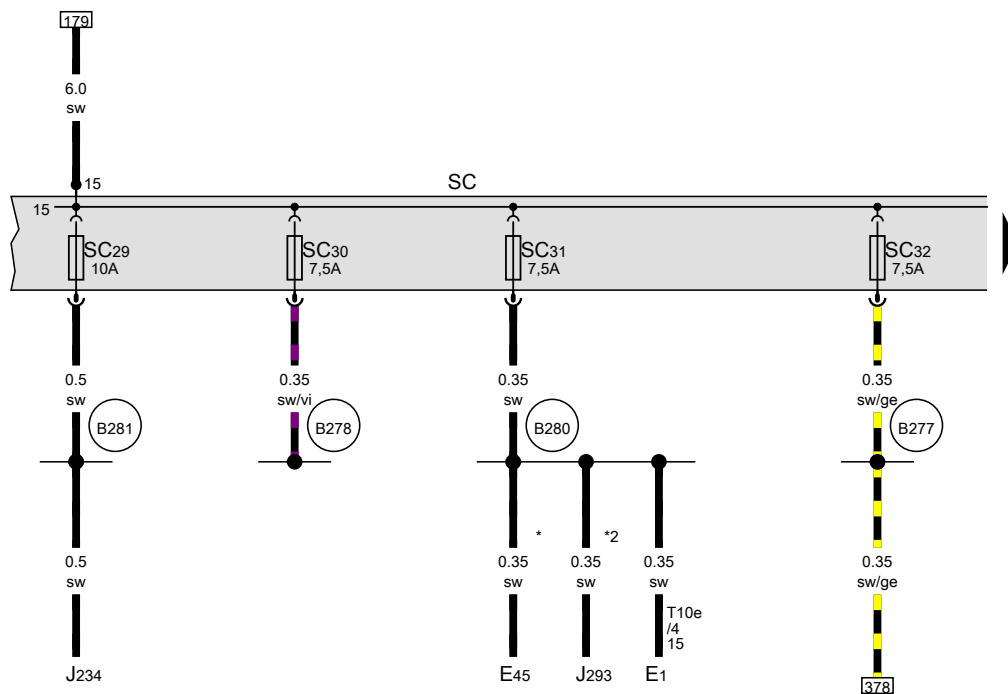 179
6.0
sw
15
SC
15
SC29
10A
SC30
7,5A
SC31
7,5A
SC32
7,5A
0.5
sw
0.35
sw/vi
0.35
sw
0.35
sw/ge
B281
B278
B280
B277
*
*2
0.5
sw
0.35
sw
0.35
sw
0.35
sw
0.35
sw/ge
T10e
/4
15
J234
E45
J293
E1
378